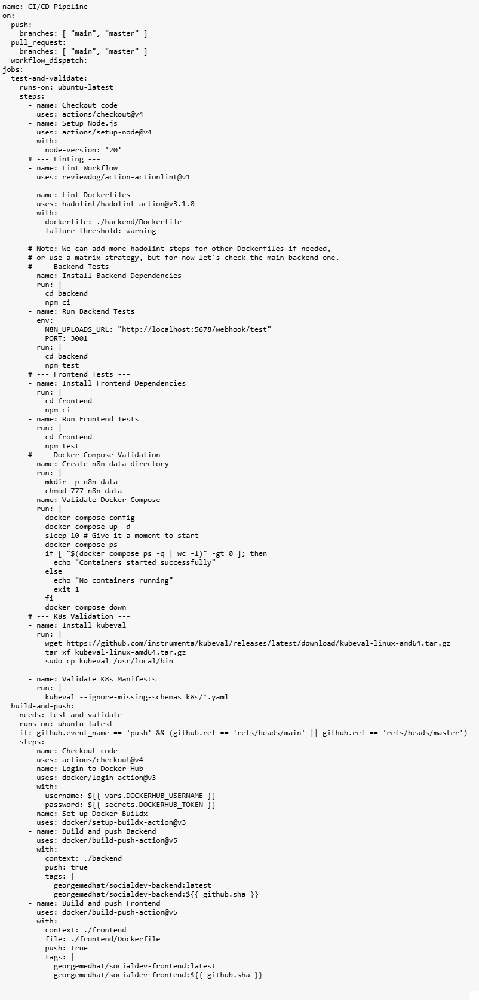 name: CI/CD Pipeline
on:
  push:
    branches: [ "main", "master" ]
  pull_request:
    branches: [ "main", "master" ]
  workflow_dispatch:
jobs:
  test-and-validate:
    runs-on: ubuntu-latest
    steps:
      - name: Checkout code
        uses: actions/checkout@v4
      - name: Setup Node.js
        uses: actions/setup-node@v4
        with:
          node-version: '20'
      # --- Linting ---
      - name: Lint Workflow
        uses: reviewdog/action-actionlint@v1

      - name: Lint Dockerfiles
        uses: hadolint/hadolint-action@v3.1.0
        with:
          dockerfile: ./backend/Dockerfile
          failure-threshold: warning

      # Note: We can add more hadolint steps for other Dockerfiles if needed,
      # or use a matrix strategy, but for now let's check the main backend one.
      # --- Backend Tests ---
      - name: Install Backend Dependencies
        run: |
          cd backend
          npm ci
      - name: Run Backend Tests
        env:
          N8N_UPLOADS_URL: "http://localhost:5678/webhook/test"
          PORT: 3001
        run: |
          cd backend
          npm test
      # --- Frontend Tests ---
      - name: Install Frontend Dependencies
        run: |
          cd frontend
          npm ci
      - name: Run Frontend Tests
        run: |
          cd frontend
          npm test
      # --- Docker Compose Validation ---
      - name: Create n8n-data directory
        run: |
          mkdir -p n8n-data
          chmod 777 n8n-data
      - name: Validate Docker Compose
        run: |
          docker compose config
          docker compose up -d
          sleep 10 # Give it a moment to start
          docker compose ps
          if [ "$(docker compose ps -q | wc -l)" -gt 0 ]; then
            echo "Containers started successfully"
          else
            echo "No containers running"
            exit 1
          fi
          docker compose down
      # --- K8s Validation ---
      - name: Install kubeval
        run: |
          wget https://github.com/instrumenta/kubeval/releases/latest/download/kubeval-linux-amd64.tar.gz
          tar xf kubeval-linux-amd64.tar.gz
          sudo cp kubeval /usr/local/bin

      - name: Validate K8s Manifests
        run: |
          kubeval --ignore-missing-schemas k8s/*.yaml
  build-and-push:
    needs: test-and-validate
    runs-on: ubuntu-latest
    if: github.event_name == 'push' && (github.ref == 'refs/heads/main' || github.ref == 'refs/heads/master')
    steps:
      - name: Checkout code
        uses: actions/checkout@v4
      - name: Login to Docker Hub
        uses: docker/login-action@v3
        with:
          username: ${{ vars.DOCKERHUB_USERNAME }}
          password: ${{ secrets.DOCKERHUB_TOKEN }}
      - name: Set up Docker Buildx
        uses: docker/setup-buildx-action@v3
      - name: Build and push Backend
        uses: docker/build-push-action@v5
        with:
          context: ./backend
          push: true
          tags: |
            georgemedhat/socialdev-backend:latest
            georgemedhat/socialdev-backend:${{ github.sha }}
      - name: Build and push Frontend
        uses: docker/build-push-action@v5
        with:
          context: ./frontend
          file: ./frontend/Dockerfile
          push: true
          tags: |
            georgemedhat/socialdev-frontend:latest
            georgemedhat/socialdev-frontend:${{ github.sha }}